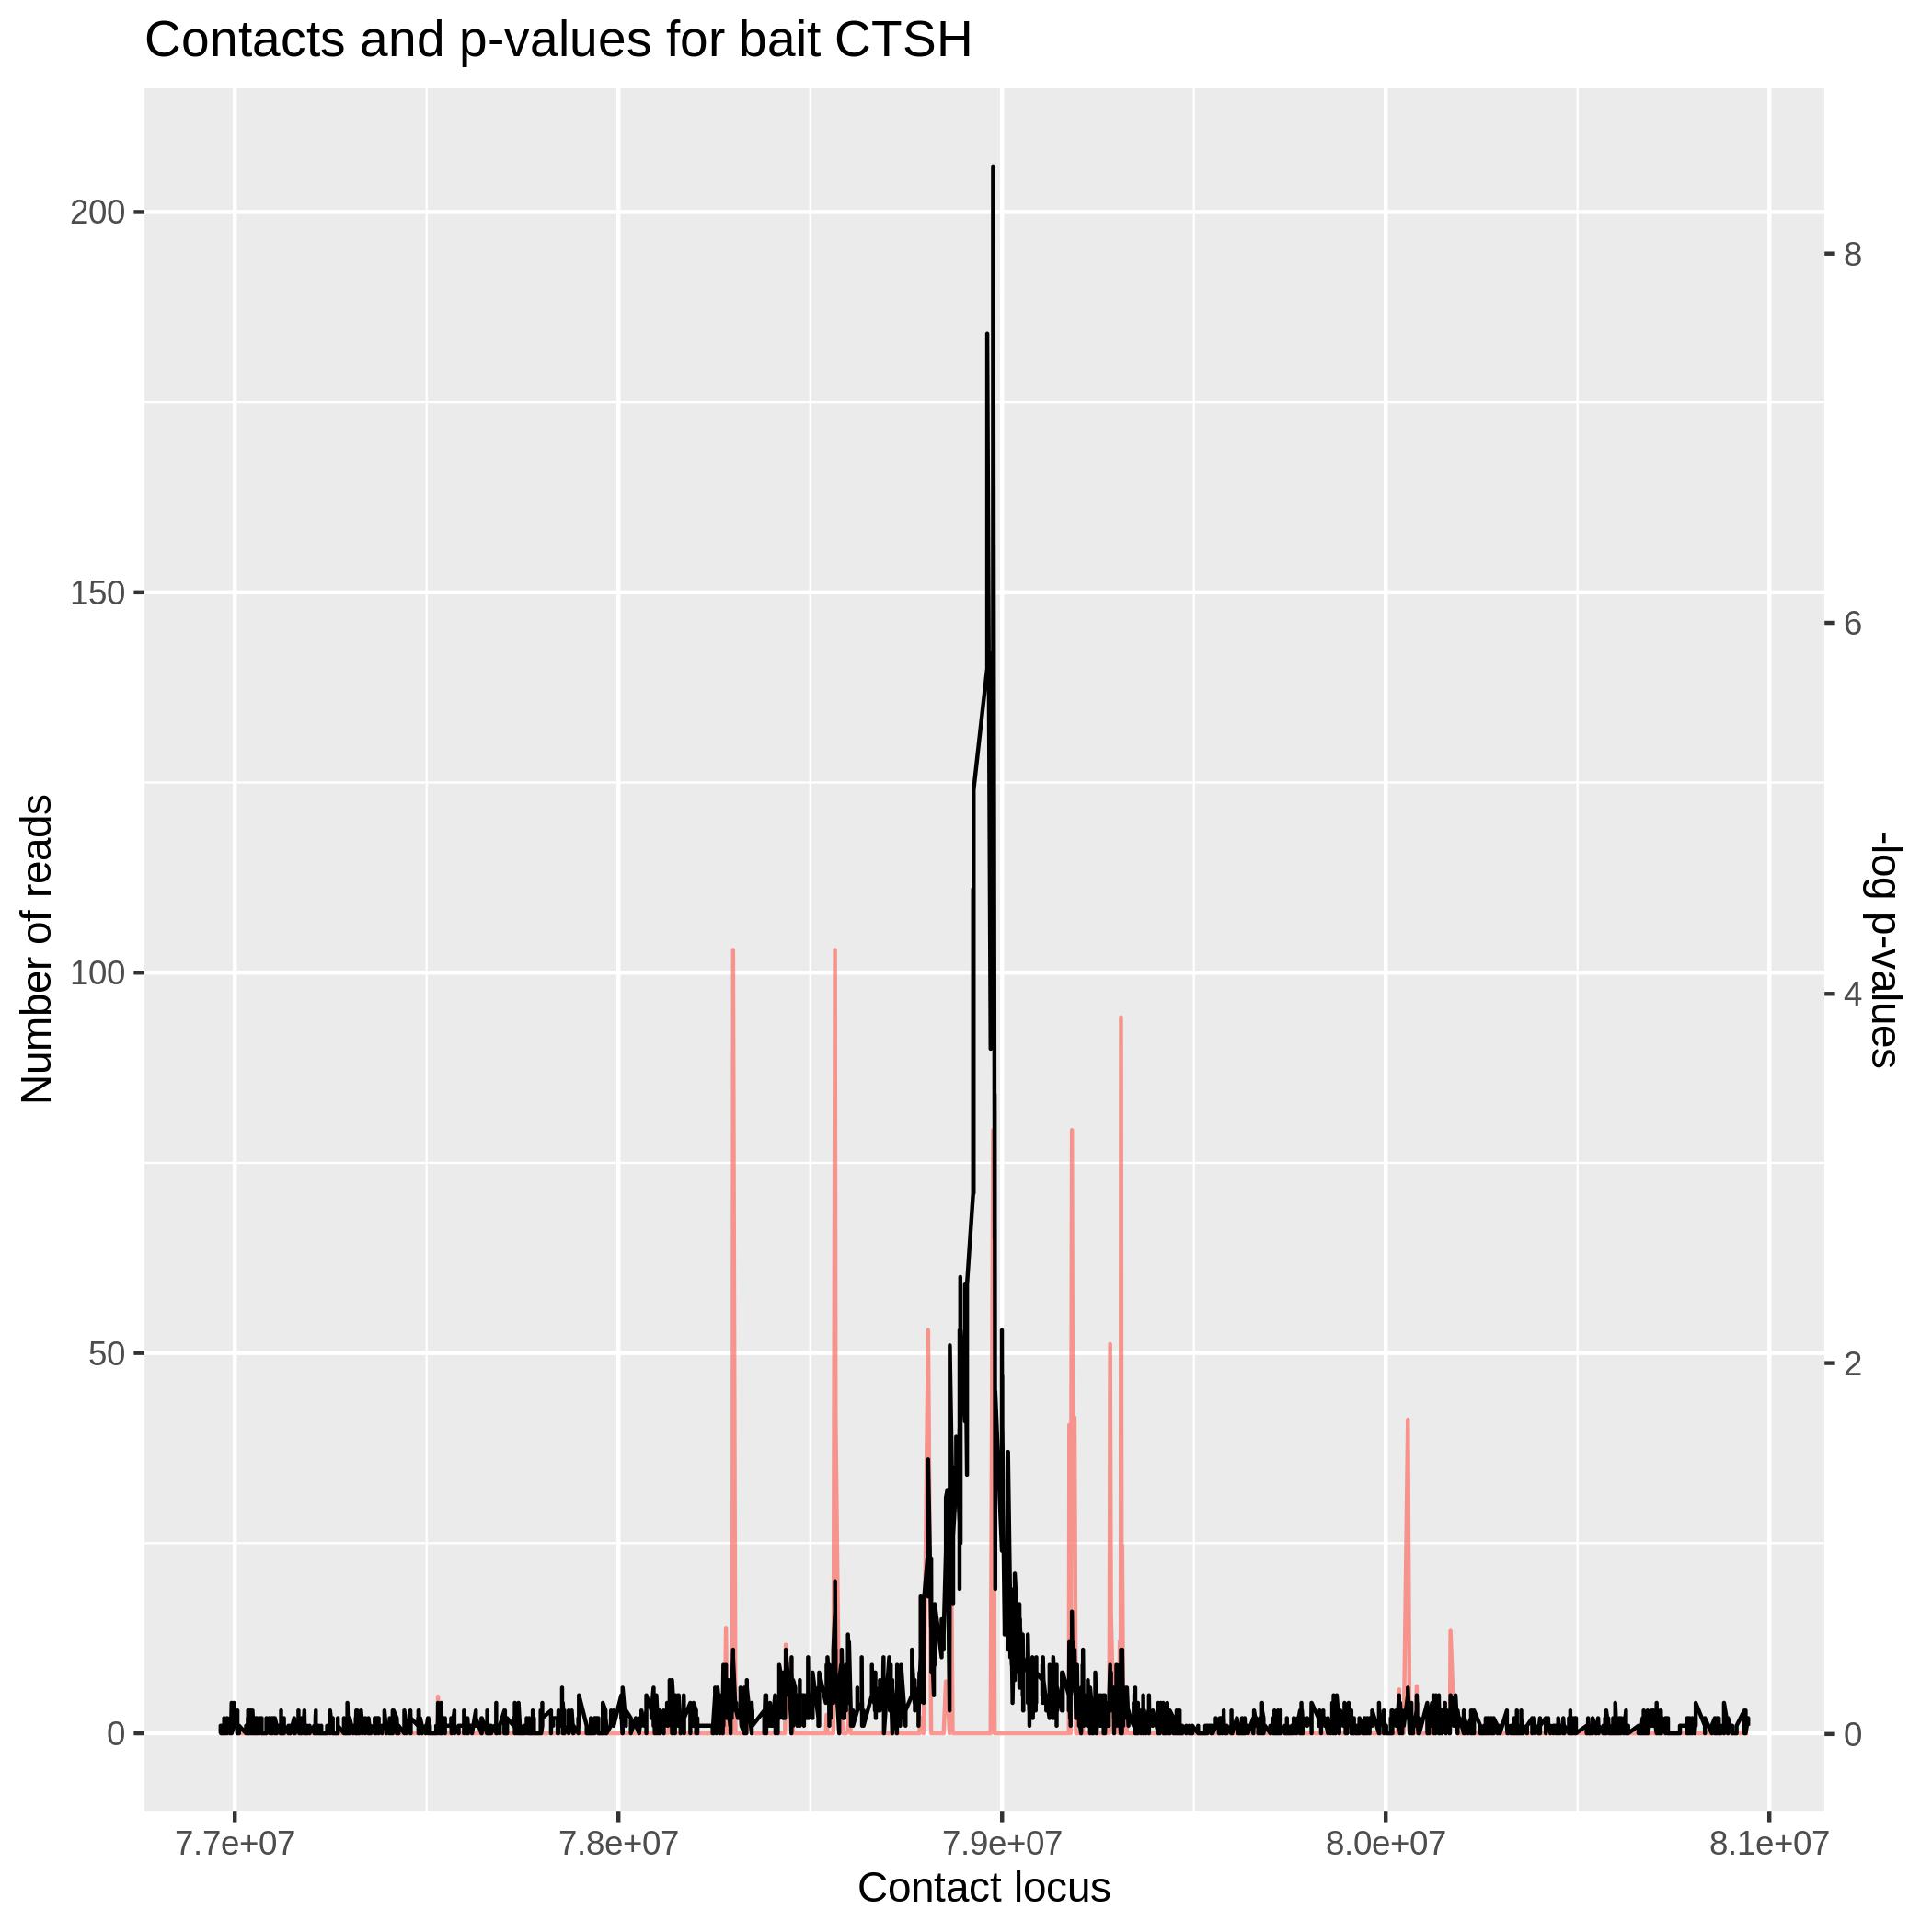 Contacts and p-values for bait CTSH
Number of reads
200
150
100
50
0
8
6
4
2
0
-log p-values
7.7e+07 7.8e+07 7.9e+07 8.0e+07 8.1e+07
Contact locus